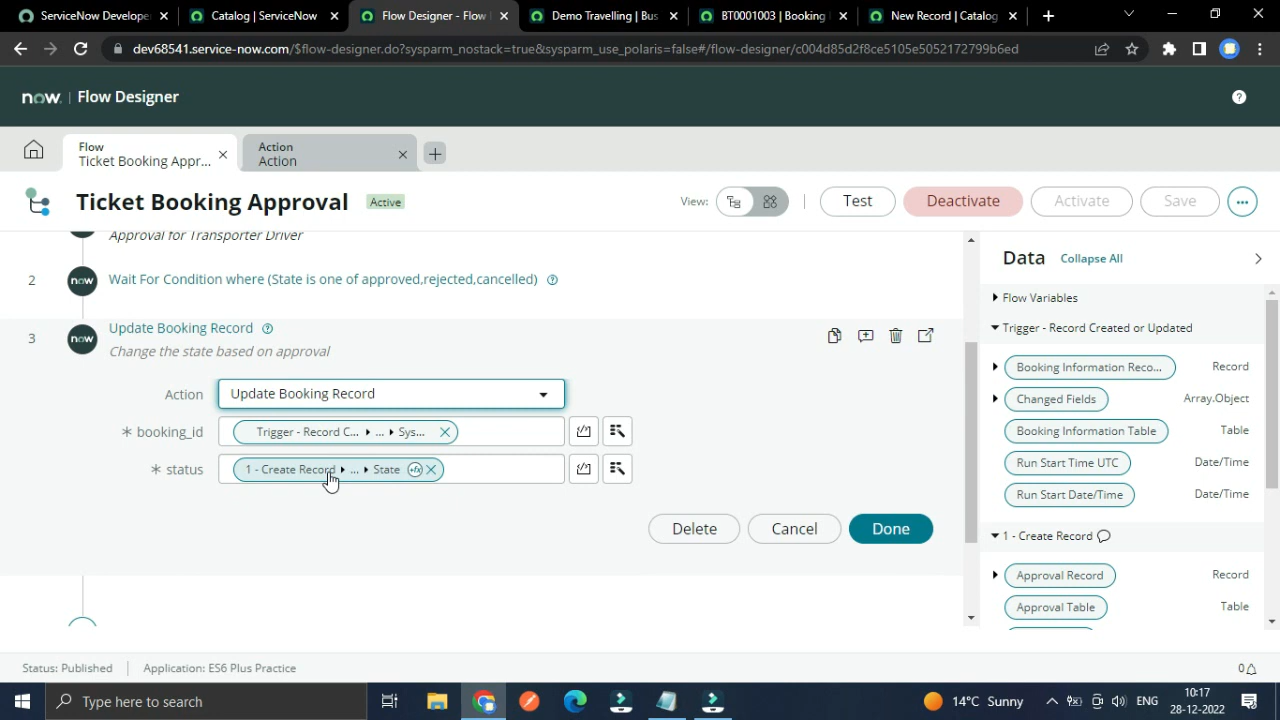 ServiceNow Develope
Catalog | ServiceNow
Flow Designer - Flow
Demo Travelling | Bus
BT0001003 | Booking
New Record | Catalog
dev68541.service-now.com/$flow-designer.do?sysparm_nostack=true&sysparm_use_polaris=false#/flow-designer/c004d85d2f8ce5105e5052172799b6ed
now. | Flow Designer
Flow
Ticket Booking Appr...
Action
Action
Ticket Booking Approval
Active
View:
Test
Deactivate
Activate
Save
Approval for Transporter Driver
2
now
Wait For Condition where (State is one of approved,rejected,cancelled)
3
now
Update Booking Record
Change the state based on approval
Action
Update Booking Record
* booking_id
Trigger - Record C... ▸ ... ▸ Sys...
* status
1 - Create Record ▸ ... ▸ State
Delete
Cancel
Done
Data
Collapse All
Flow Variables
Trigger - Record Created or Updated
Booking Information Reco...
Record
Changed Fields
Array.Object
Booking Information Table
Table
Run Start Time UTC
Date/Time
Run Start Date/Time
Date/Time
1 - Create Record
Approval Record
Record
Approval Table
Table
Status: Published
Application: ES6 Plus Practice
0
Type here to search
14°C Sunny
ENG
10:17
28-12-2022